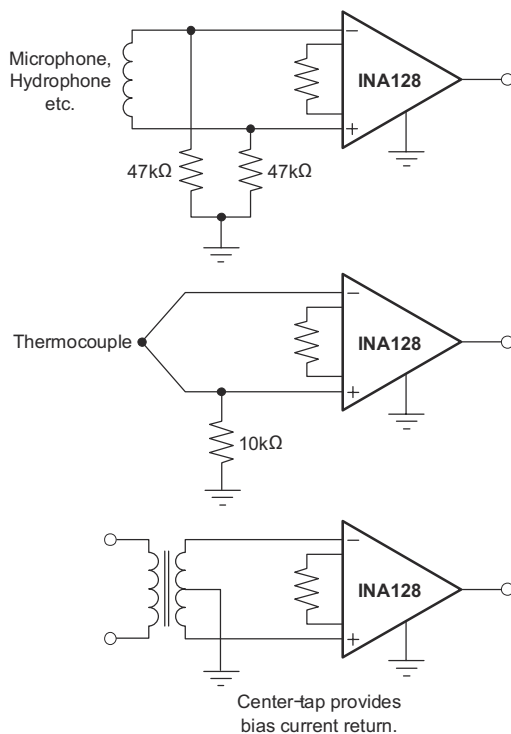 Microphone,
Hydrophone
etc.
−
INA128
+
47kΩ
47kΩ
−
Thermocouple
INA128
+
10kΩ
−
INA128
+
Center-tap provides
bias current return.